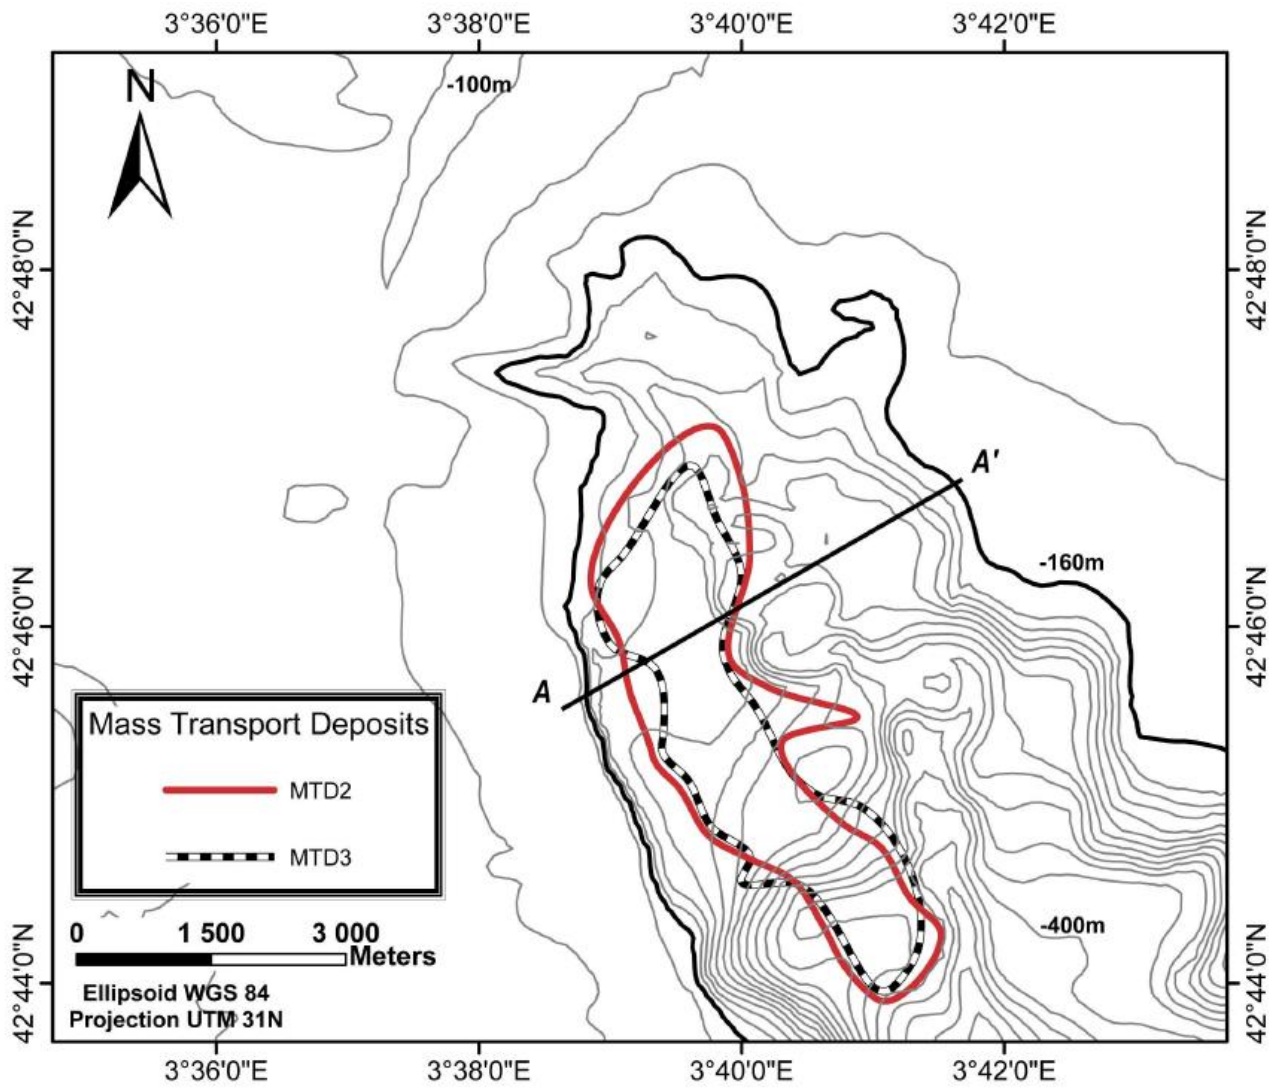 3°36'0"E 3°38'0"E 3°40'0"E 3°42'0"E
N
-100m
42°48'0"N 42°48'0"N
A'
-160m
42°46'0"N 42°46'0"N
A
Mass Transport Deposits
MTD2
MTD3
-400m
0 1 500 3 000
Meters
42°44'0"N 42°44'0"N
Ellipsoid WGS 84
Projection UTM 31N
3°36'0"E 3°38'0"E 3°40'0"E 3°42'0"E